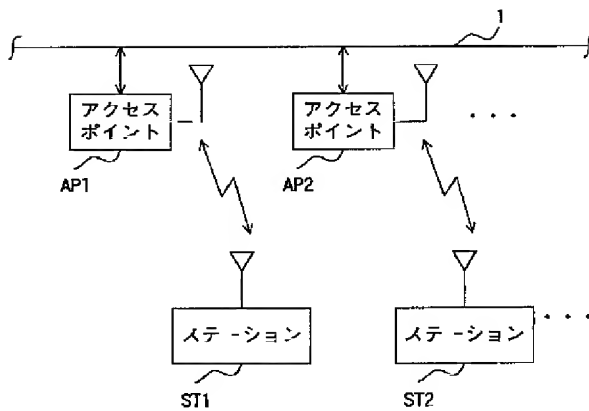 1
アクセス
ポイント
アクセス
ポイント
・・・
AP1
AP2
ステーション
ステーション
・・・
ST1
ST2